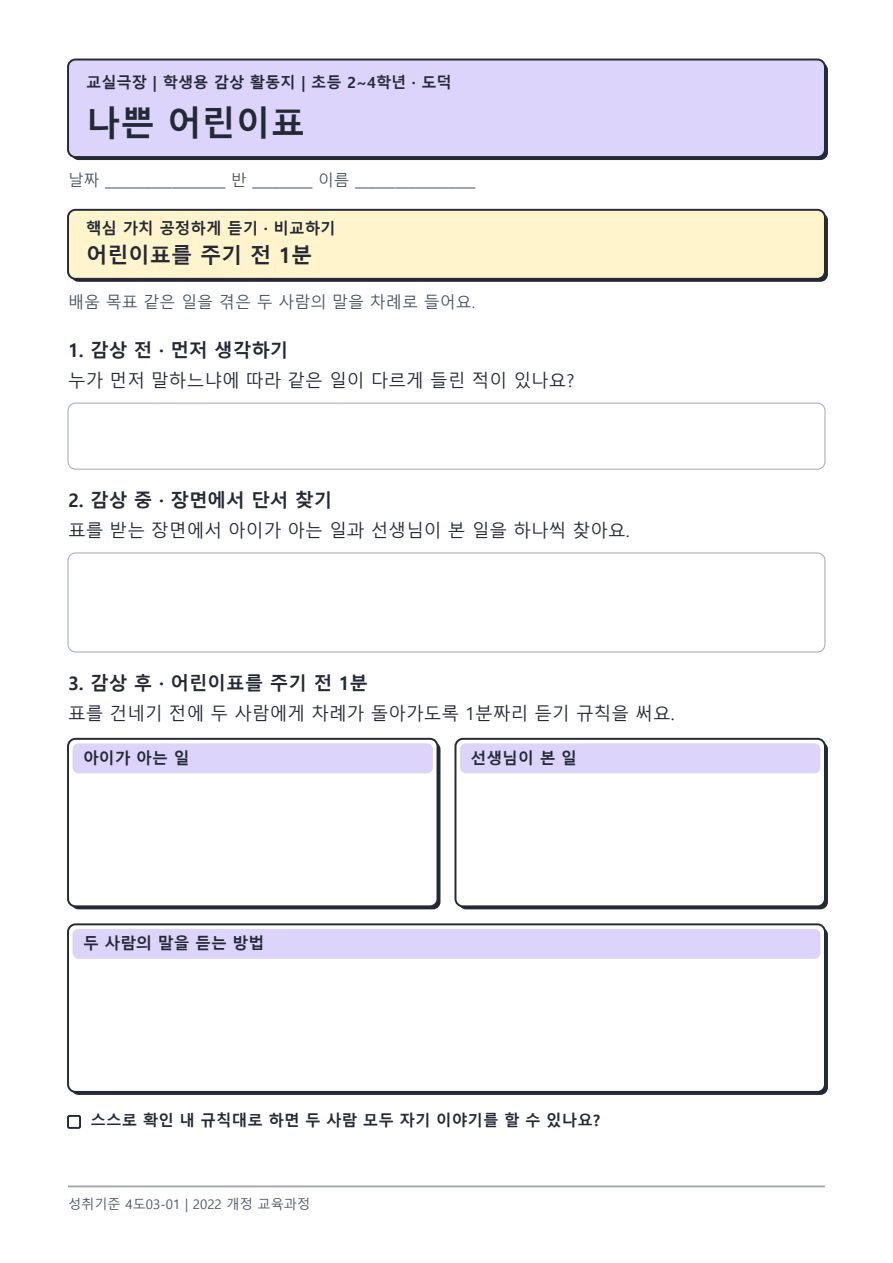 교실극장 | 학생용 감상 활동지 | 초등 2~4학년 · 도덕
나쁜 어린이표
날짜 ______________ 반 _______ 이름 ______________
핵심 가치 공정하게 듣기 · 비교하기
어린이표를 주기 전 1분
배움 목표 같은 일을 겪은 두 사람의 말을 차례로 들어요.
1. 감상 전 · 먼저 생각하기
누가 먼저 말하느냐에 따라 같은 일이 다르게 들린 적이 있나요?
2. 감상 중 · 장면에서 단서 찾기
표를 받는 장면에서 아이가 아는 일과 선생님이 본 일을 하나씩 찾아요.
3. 감상 후 · 어린이표를 주기 전 1분
표를 건네기 전에 두 사람에게 차례가 돌아가도록 1분짜리 듣기 규칙을 써요.
아이가 아는 일
선생님이 본 일
두 사람의 말을 듣는 방법
스스로 확인 내 규칙대로 하면 두 사람 모두 자기 이야기를 할 수 있나요?
성취기준 4도03-01 | 2022 개정 교육과정